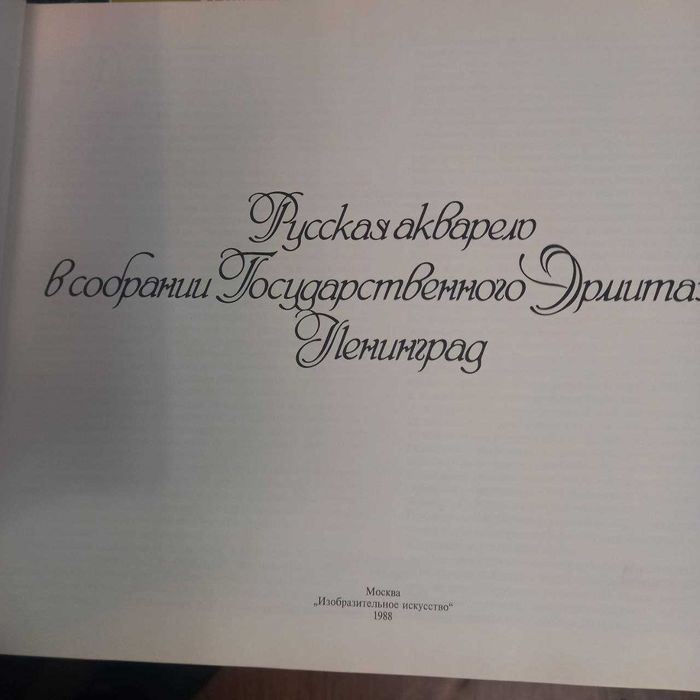 Русская акварель
в собрании Государственного Эрмита
Ленинград
Москва
„Изобразительное искусство“
1988